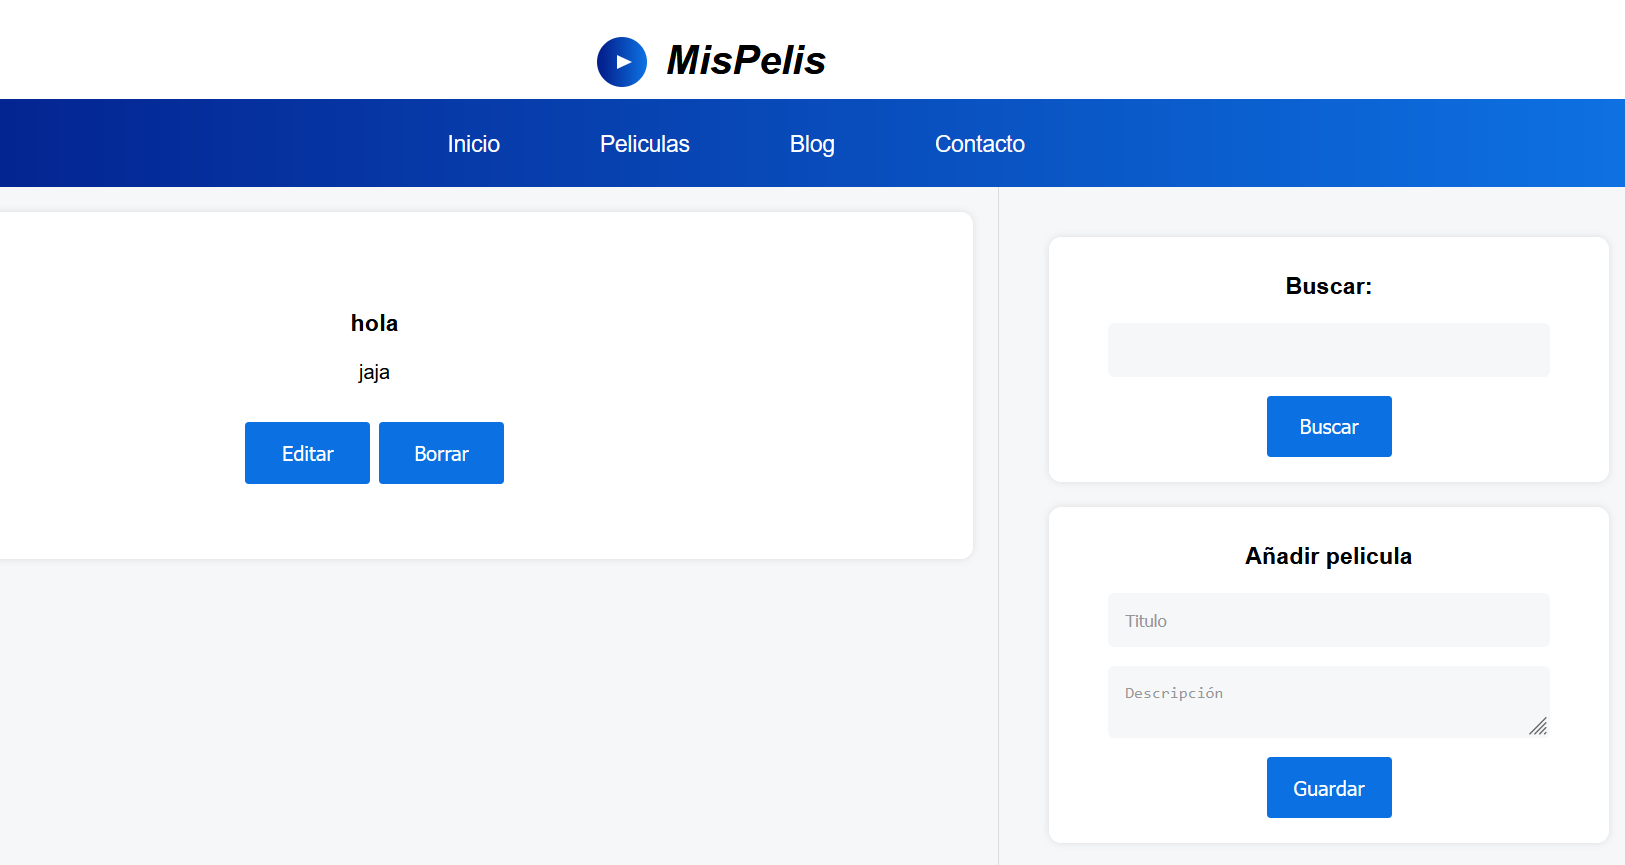 MisPelis
Inicio Peliculas Blog Contacto
hola
jaja
Editar Borrar
Buscar:
Buscar
Añadir pelicula
Titulo
Descripción
Guardar